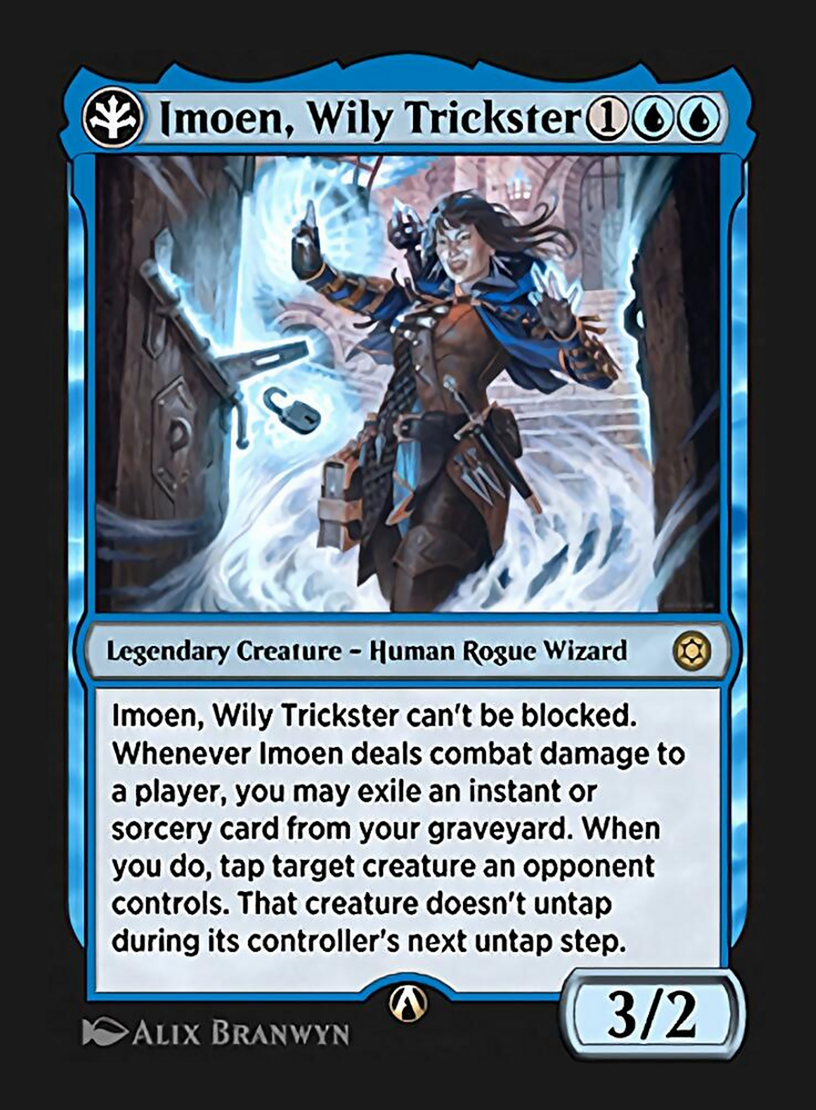 Imoen, Wily Trickster 1
Legendary Creature – Human Rogue Wizard
Imoen, Wily Trickster can't be blocked.
Whenever Imoen deals combat damage to
a player, you may exile an instant or
sorcery card from your graveyard. When
you do, tap target creature an opponent
controls. That creature doesn't untap
during its controller's next untap step.
3/2
Alix Branwyn